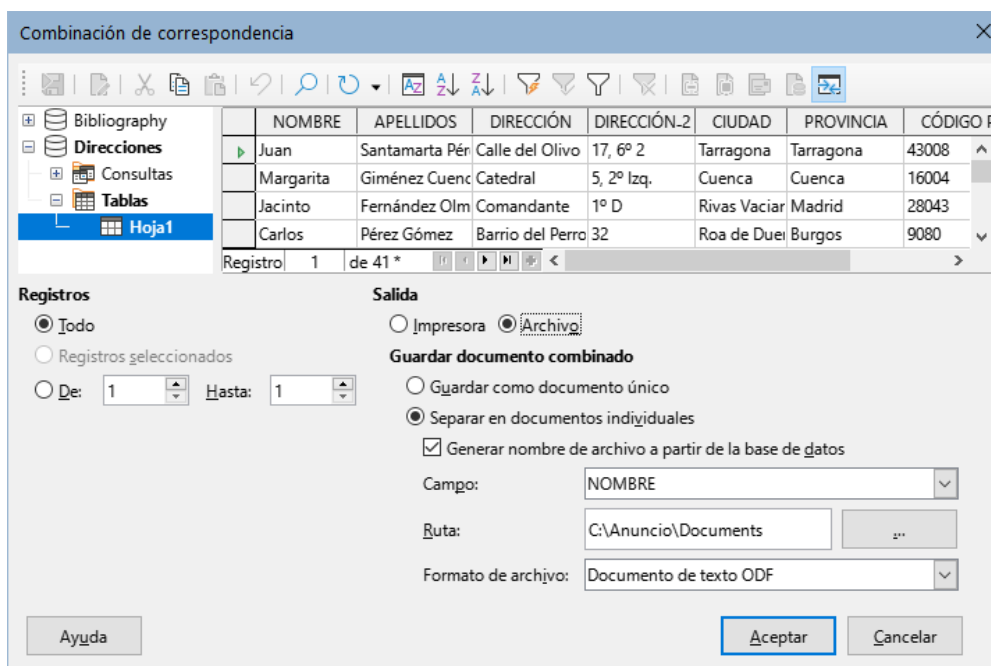 Combinación de correspondencia
Bibliography
Direcciones
Consultas
Tablas
Hoja1
NOMBRE APELLIDOS DIRECCIÓN DIRECCIÓN-2 CIUDAD PROVINCIA CÓDIGO P
Juan Santamarta Pér Calle del Olivo 17, 6º 2 Tarragona Tarragona 43008
Margarita Giménez Cuenc Catedral 5, 2º Izq. Cuenca Cuenca 16004
Jacinto Fernández Olm Comandante 1º D Rivas Vaciar Madrid 28043
Carlos Pérez Gómez Barrio del Perro 32 Roa de Duer Burgos 9080
Registro 1 de 41 *
Registros
Todo
Registros seleccionados
De: 1 Hasta: 1
Salida
Impresora Archivo
Guardar documento combinado
Guardar como documento único
Separar en documentos individuales
Generar nombre de archivo a partir de la base de datos
Campo: NOMBRE
Ruta: C:\Anuncio\Documents ...
Formato de archivo: Documento de texto ODF
Ayuda Aceptar Cancelar